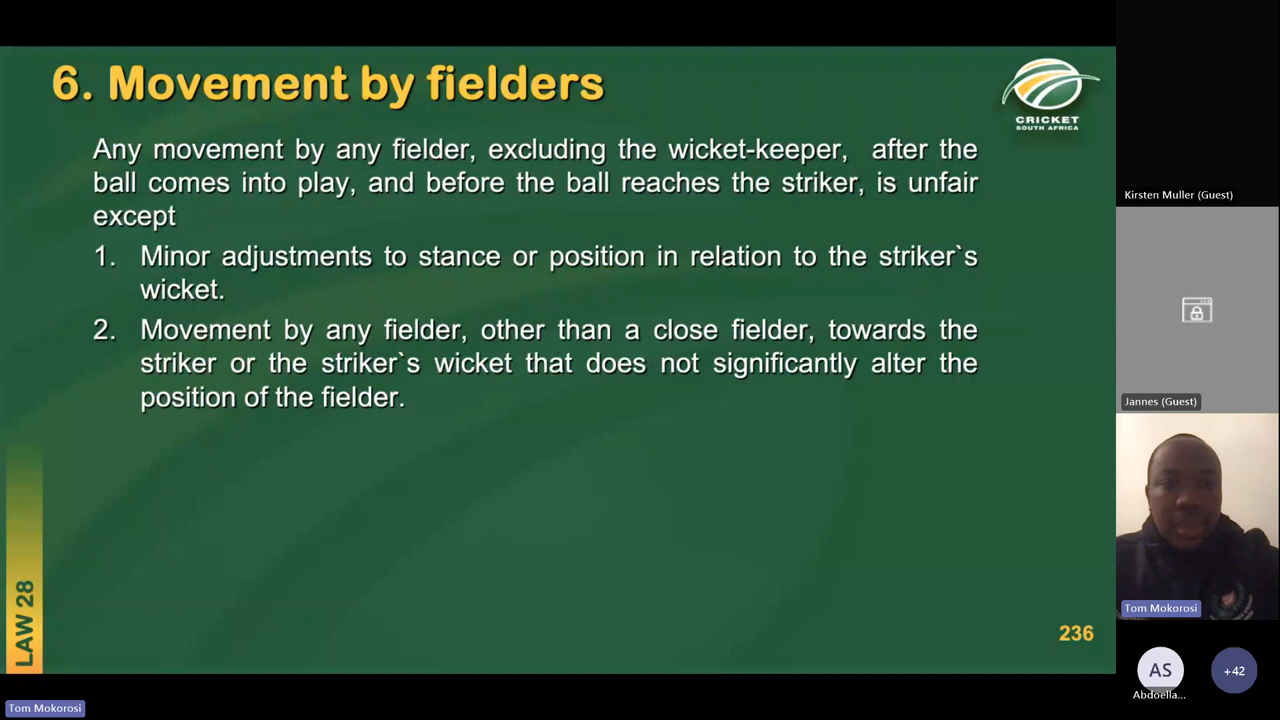 6. Movement by fielders
CRICKET
SOUTH AFRICA
Any movement by any fielder, excluding the wicket-keeper, after the
ball comes into play, and before the ball reaches the striker, is unfair
except
1. Minor adjustments to stance or position in relation to the striker`s
wicket.
2. Movement by any fielder, other than a close fielder, towards the
striker or the striker`s wicket that does not significantly alter the
position of the fielder.
LAW 28
236
Kirsten Muller (Guest)
Jannes (Guest)
Tom Mokorosi
AS
Abdoella...
+42
Tom Mokorosi